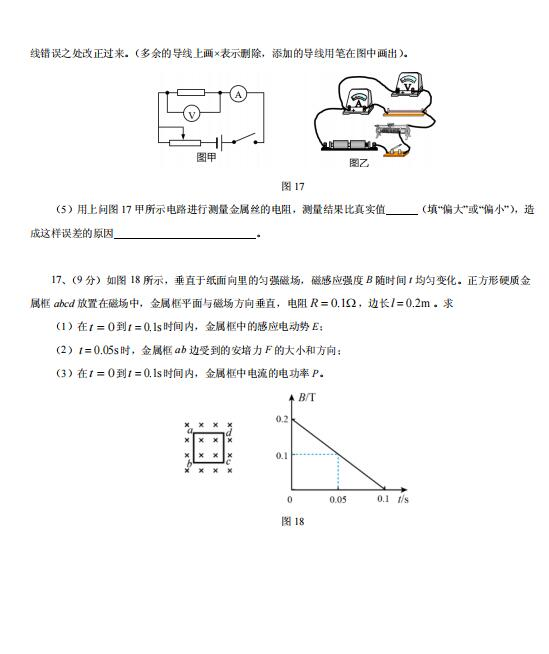 线错误之处改正过来。（多余的导线上画×表示删除，添加的导线用笔在图中画出）。
A
V
图甲
A
V
图乙
图 17
（5）用上问图 17 甲所示电路进行测量金属丝的电阻，测量结果比真实值______（填“偏大”或“偏小”），造
成这样误差的原因__________________________。
17、（9 分）如图 18 所示，垂直于纸面向里的匀强磁场，磁感应强度 B 随时间 t 均匀变化。正方形硬质金
属框 abcd 放置在磁场中，金属框平面与磁场方向垂直，电阻 R = 0.1Ω，边长 l = 0.2m 。求
（1）在 t = 0 到 t = 0.1s 时间内，金属框中的感应电动势 E；
（2）t = 0.05s 时，金属框 ab 边受到的安培力 F 的大小和方向；
（3）在 t = 0 到 t = 0.1s 时间内，金属框中电流的电功率 P。
a
d
b
c
B/T
0.2
0.1
0
0.05
0.1
t/s
图 18